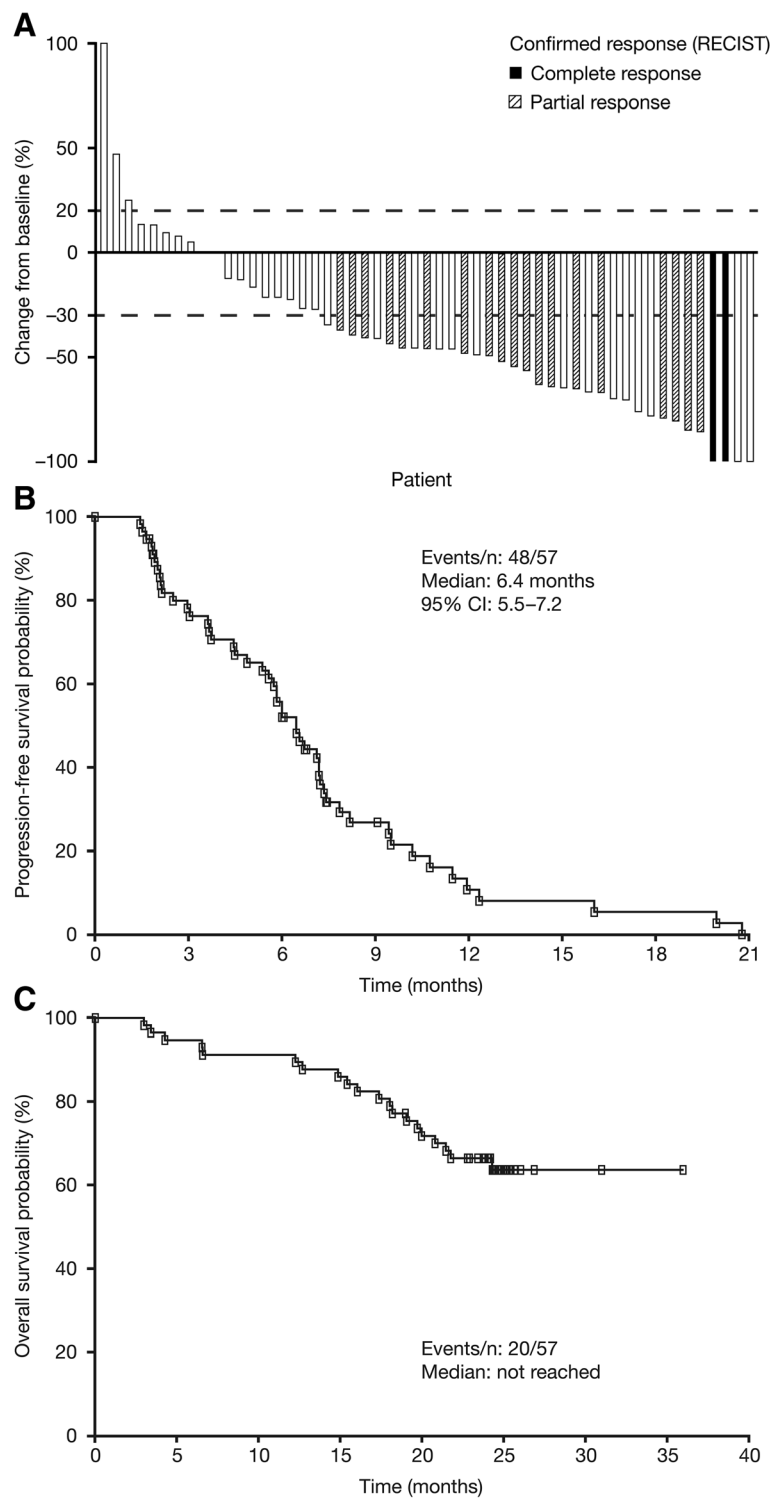 A
Confirmed response (RECIST)
Complete response
Partial response
Change from baseline (%)
100
50
20
0
−30
−50
−100
Patient
B
Progression-free survival probability (%)
100
80
60
40
20
0
Events/n: 48/57
Median: 6.4 months
95% CI: 5.5–7.2
0 3 6 9 12 15 18 21
Time (months)
C
Overall survival probability (%)
100
80
60
40
20
0
Events/n: 20/57
Median: not reached
0 5 10 15 20 25 30 35 40
Time (months)